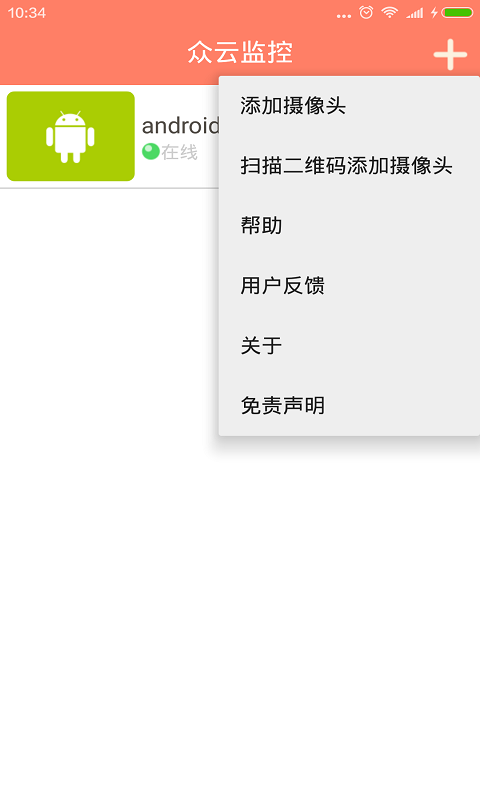 10:34
众云监控
android
在线
添加摄像头
扫描二维码添加摄像头
帮助
用户反馈
关于
免责声明